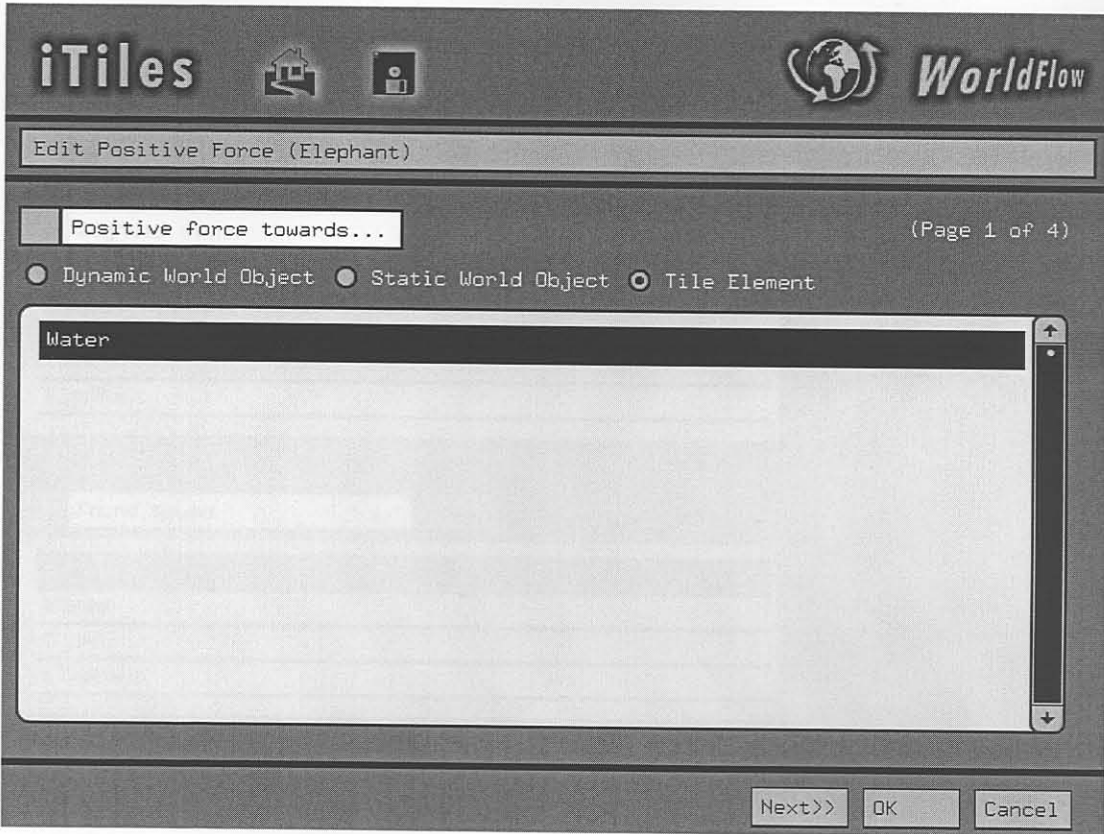 iTiles WorldFlow
Edit Positive Force (Elephant)
Positive force towards... (Page 1 of 4)
Dynamic World Object Static World Object Tile Element
Water
Next>> OK Cancel